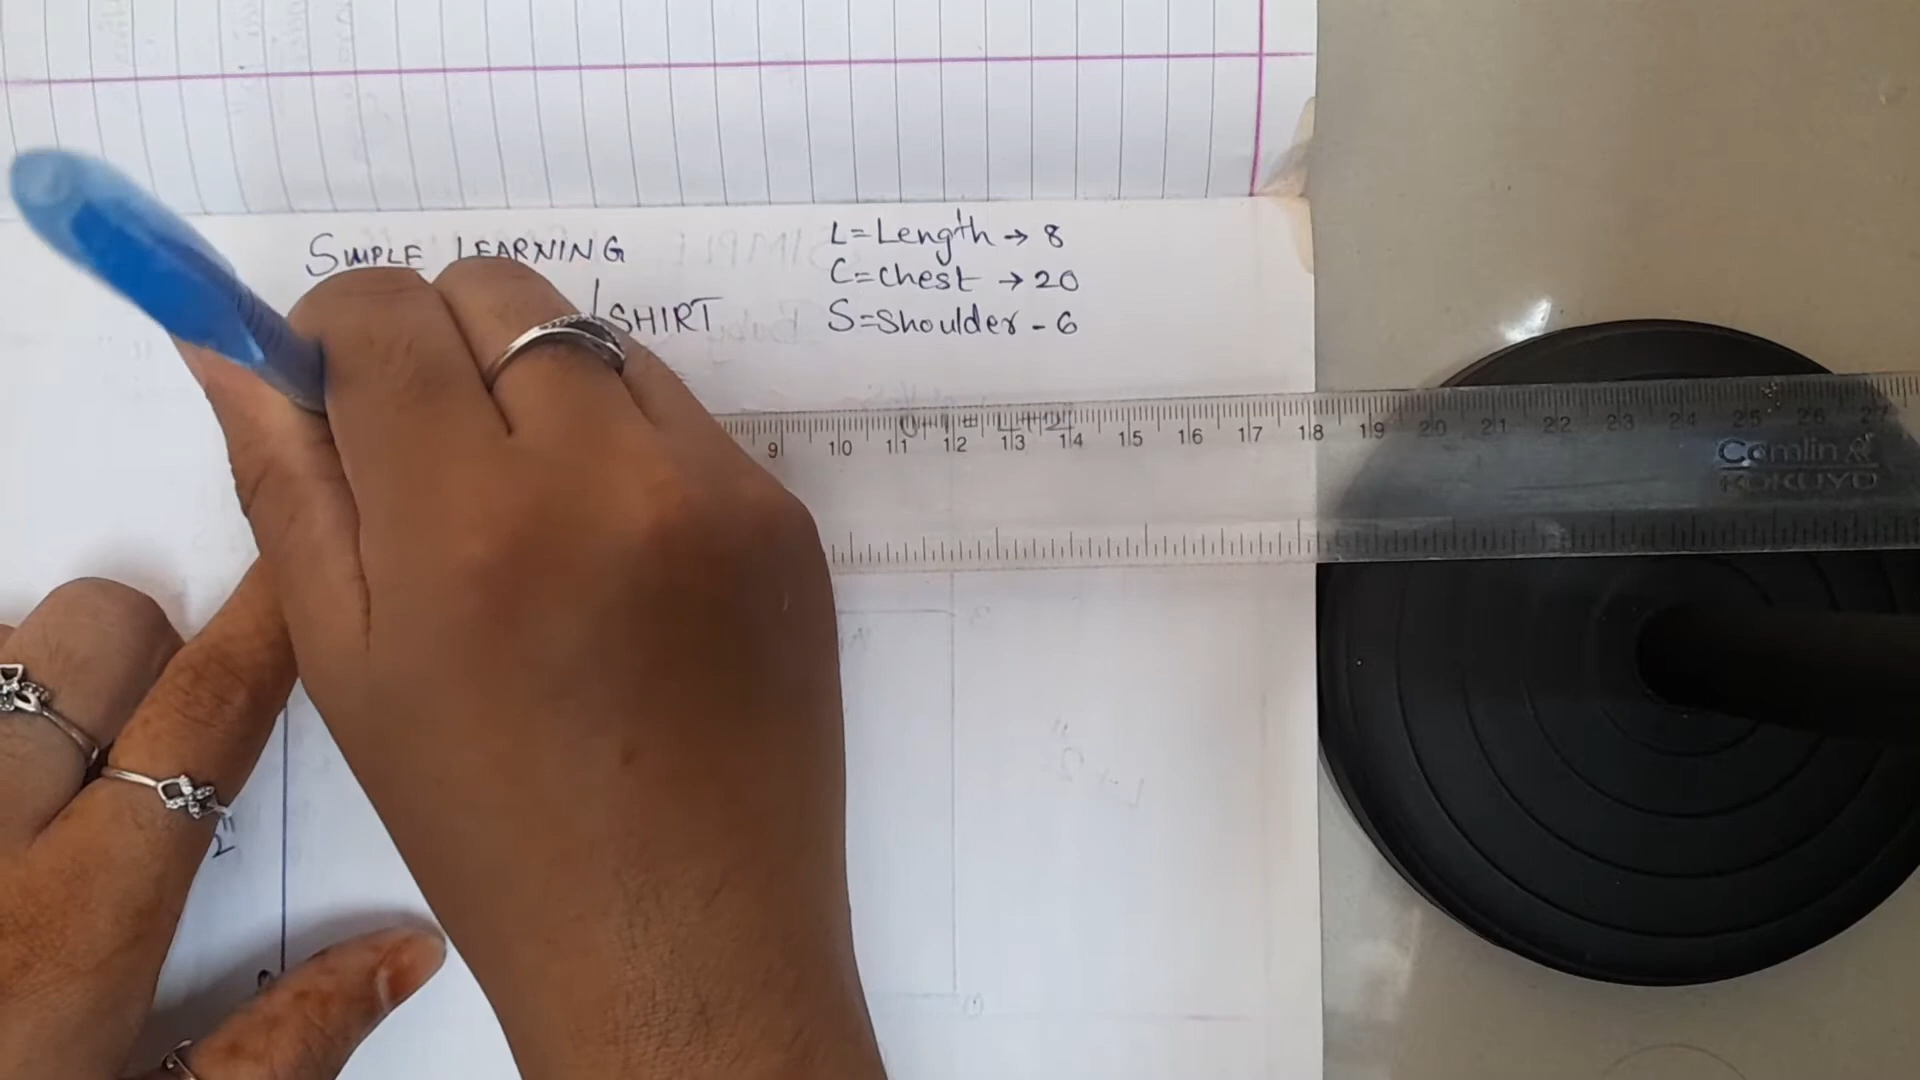 SIMPLE LEARNING
/SHIRT
L=Length → 8
C=Chest → 20
S=Shoulder - 6
9 10 11 12 13 14 15 16 17 18 19 20 21 22 23 24 25 26 27
Camlin
KOKUYO
2"